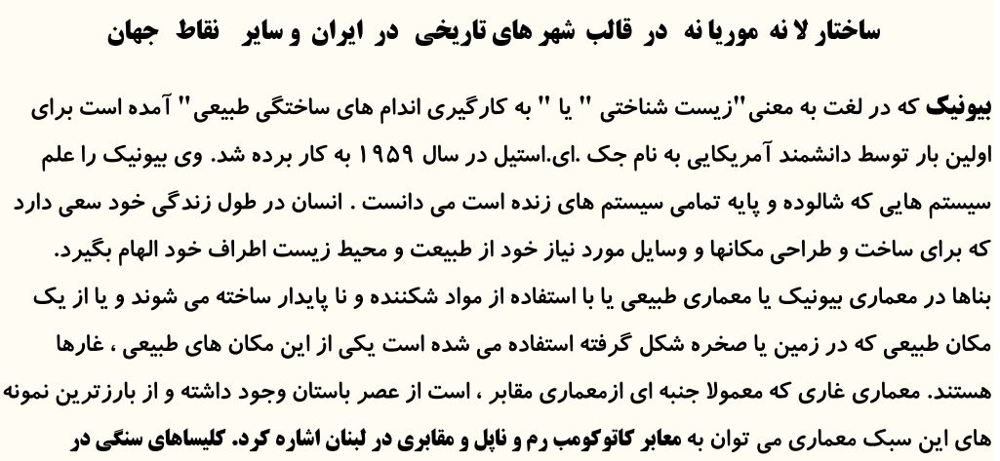 ساختار لا نه موریا نه در قالب شهر های تاریخی در ایران و سایر نقاط جهان
بیونیک که در لغت به معنی"زیست شناختی " یا " به کارگیری اندام های ساختگی طبیعی" آمده است برای
اولین بار توسط دانشمند آمریکایی به نام جک .ای.استیل در سال ۱۹۵۹ به کار برده شد. وی بیونیک را علم
سیستم هایی که شالوده و پایه تمامی سیستم های زنده است می دانست . انسان در طول زندگی خود سعی دارد
که برای ساخت و طراحی مکانها و وسایل مورد نیاز خود از طبیعت و محیط زیست اطراف خود الهام بگیرد.
بناها در معماری بیونیک یا معماری طبیعی یا با استفاده از مواد شکننده و نا پایدار ساخته می شوند و یا از یک
مکان طبیعی که در زمین یا صخره شکل گرفته استفاده می شده است یکی از این مکان های طبیعی ، غارها
هستند. معماری غاری که معمولا جنبه ای ازمعماری مقابر ، است از عصر باستان وجود داشته و از بارزترین نمونه
های این سبک معماری می توان به معابر کاتوکومب رم و ناپل و مقابری در لبنان اشاره کرد. کلیساهای سنگی در